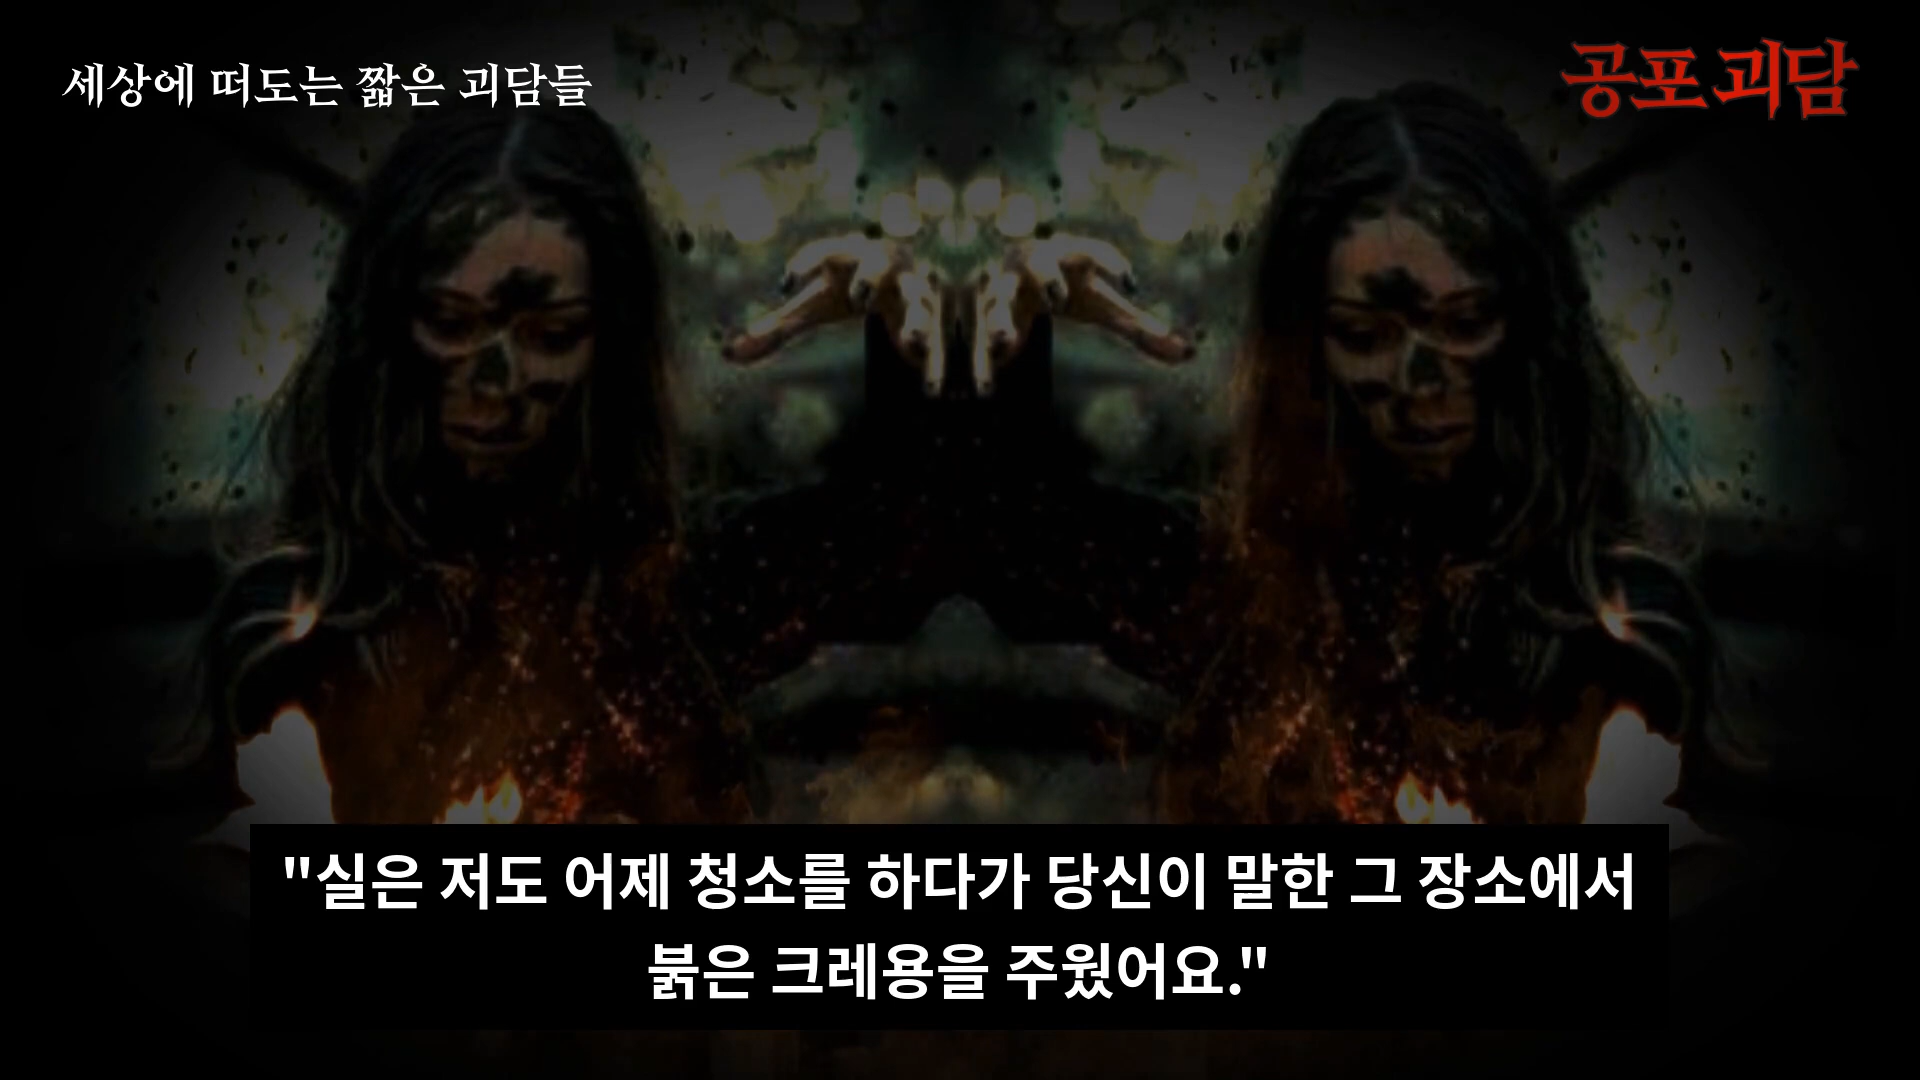 세상에 떠도는 짧은 괴담들
공포 괴담
"실은 저도 어제 청소를 하다가 당신이 말한 그 장소에서
붉은 크레용을 주웠어요."